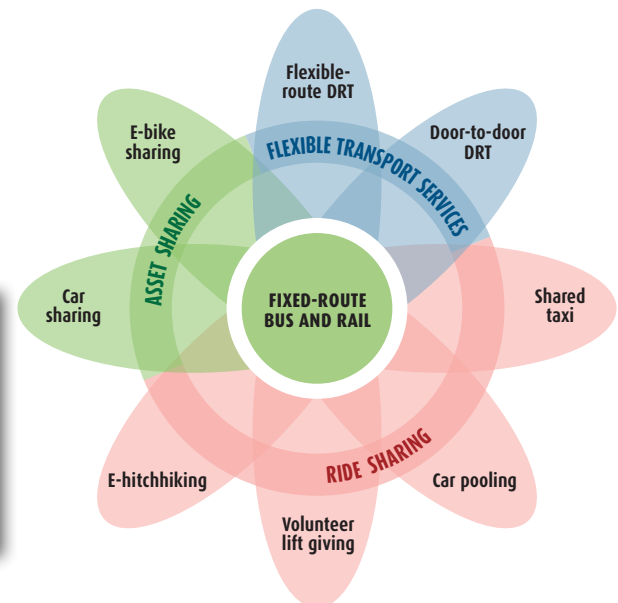 Flexible-
route DRT
Door-to-door
DRT
E-bike
sharing
FLEXIBLE TRANSPORT SERVICES
ASSET SHARING
Car
sharing
FIXED-ROUTE
BUS AND RAIL
Shared
taxi
RIDE SHARING
E-hitchhiking
Car pooling
Volunteer
lift giving